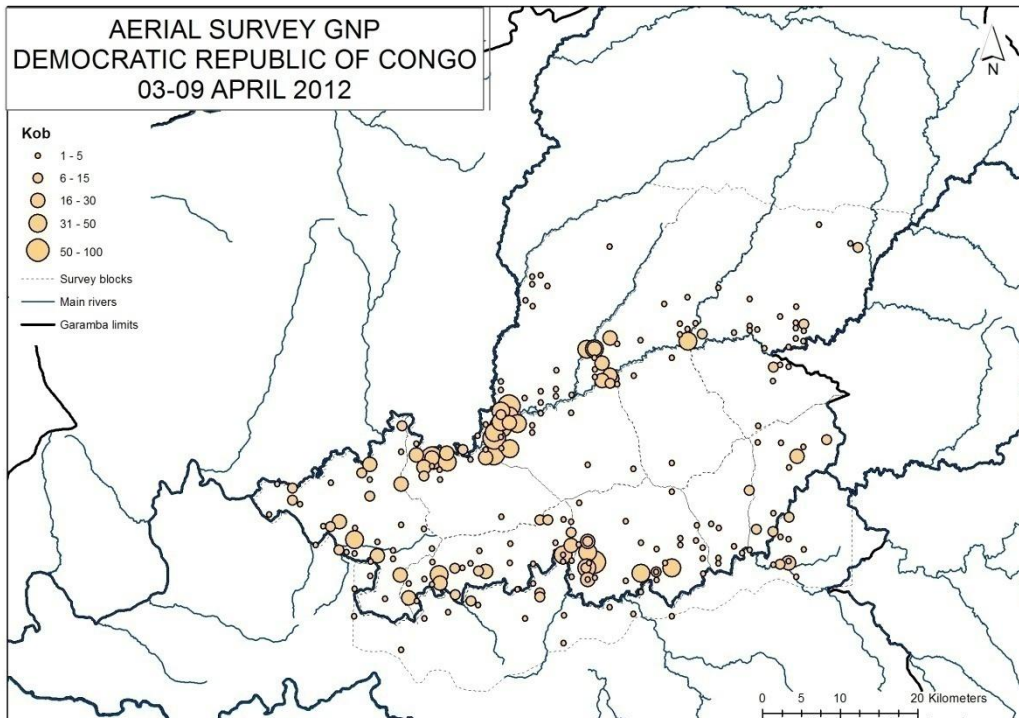 AERIAL SURVEY GNP
DEMOCRATIC REPUBLIC OF CONGO
03-09 APRIL 2012
N
Kob
1 - 5
6 - 15
16 - 30
31 - 50
50 - 100
Survey blocks
Main rivers
Garamba limits
0 5 10 20 Kilometers